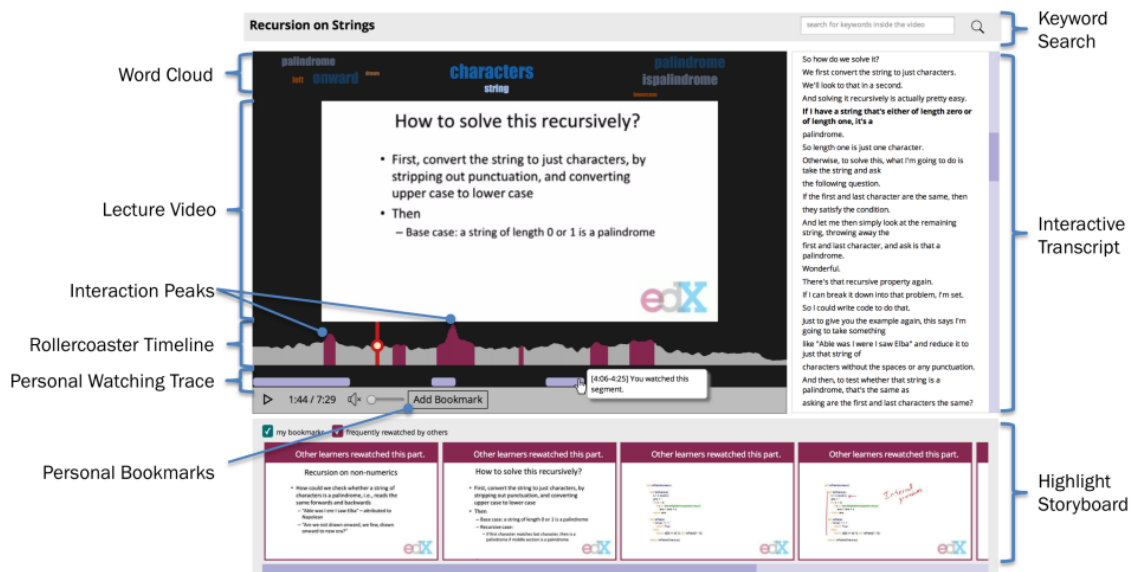 Recursion on Strings
search for keywords inside the video
Keyword
Search
Word Cloud
palindrome
left onward drawn
characters
string
palindrome
ispalindrome
lowercase
Lecture Video
How to solve this recursively?
• First, convert the string to just characters, by
stripping out punctuation, and converting
upper case to lower case
• Then
– Base case: a string of length 0 or 1 is a palindrome
edX
So how do we solve it?
We first convert the string to just characters.
We'll look to that in a second.
And solving it recursively is actually pretty easy.
If I have a string that's either of length zero or
of length one, it's a
palindrome.
So length one is just one character.
Otherwise, to solve this, what I'm going to do is
take the string and ask
the following question.
If the first and last character are the same, then
they satisfy the condition.
And let me then simply look at the remaining
string, throwing away the
first and last character, and ask is that a
palindrome.
Wonderful.
There's that recursive property again.
If I can break it down into that problem, I'm set.
So I could write code to do that.
Just to give you the example again, this says I'm
going to take something
like "Able was I ere I saw Elba" and reduce it to
just that string of
characters without the spaces or any punctuation.
And then, to test whether that string is a
palindrome, that's the same as
asking are the first and last characters the same?
Interactive
Transcript
Interaction Peaks
Rollercoaster Timeline
Personal Watching Trace
[4:06-4:25] You watched this
segment.
1:44 / 7:29
Add Bookmark
Personal Bookmarks
my bookmarks
frequently rewatched by others
Other learners rewatched this part.
Recursion on non-numerics
• How could we check whether a string of
characters is a palindrome, i.e., reads the
same forwards and backwards
– "Able was I ere I saw Elba" – attributed to
Napoleon
– "Are we not drawn onward, we few, drawn
onward to new era?"
edX
Other learners rewatched this part.
How to solve this recursively?
• First, convert the string to just characters, by
stripping out punctuation, and converting
upper case to lower case
• Then
– Base case: a string of length 0 or 1 is a palindrome
– Recursive case:
• If first character matches last character, then is a
palindrome if middle section is a palindrome
edX
Other learners rewatched this part.
edX
Other learners rewatched this part.
edX
Highlight
Storyboard